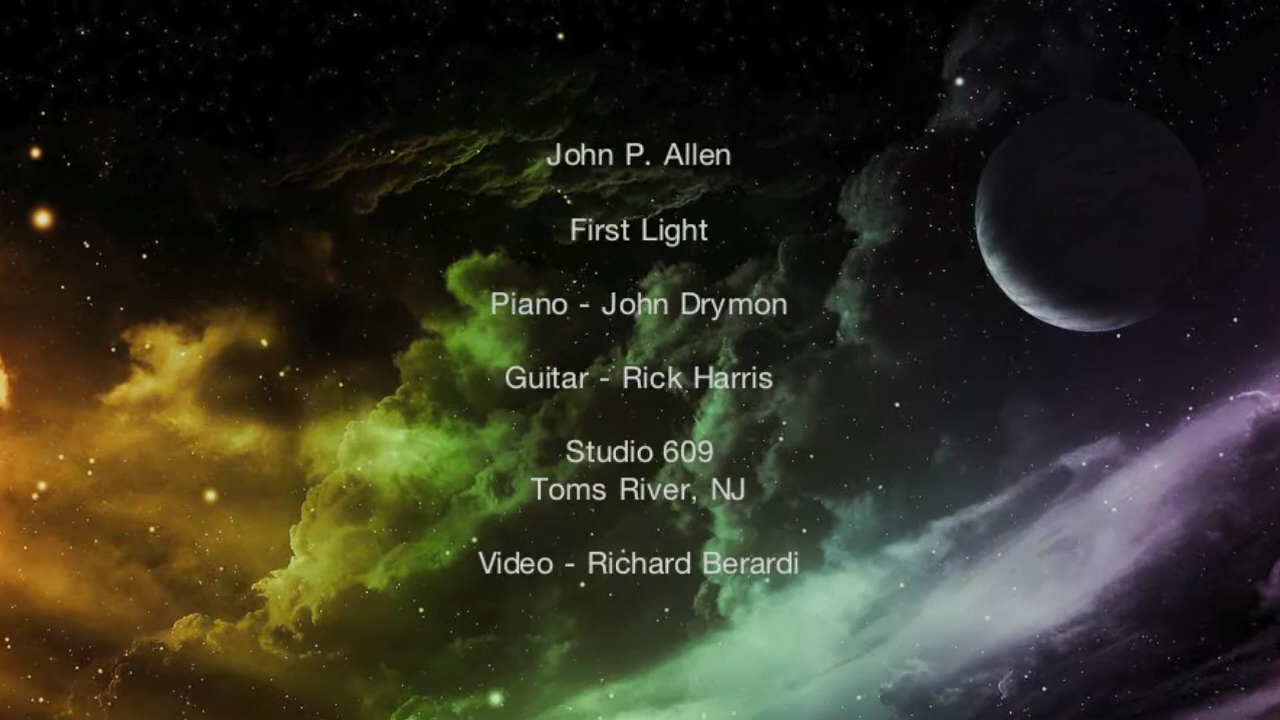 John P. Allen
First Light
Piano - John Drymon
Guitar - Rick Harris
Studio 609
Toms River, NJ
Video - Richard Berardi